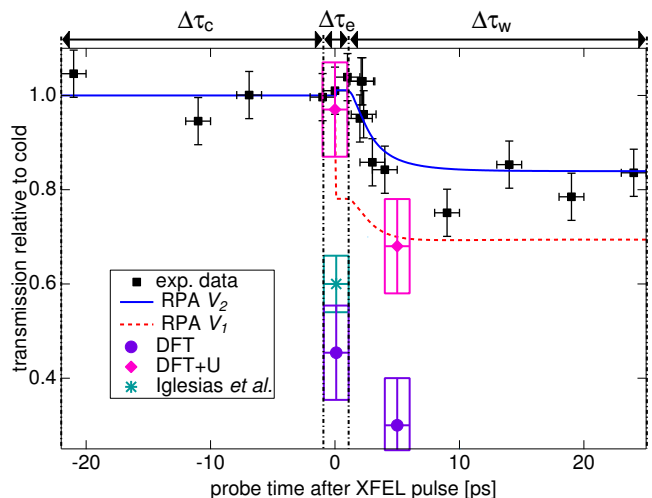 Δτc Δτe Δτw
transmission relative to cold
1.0
0.8
0.6
0.4
exp. data
RPA V2
RPA V1
DFT
DFT+U
Iglesias et al.
-20 -10 0 10 20
probe time after XFEL pulse [ps]